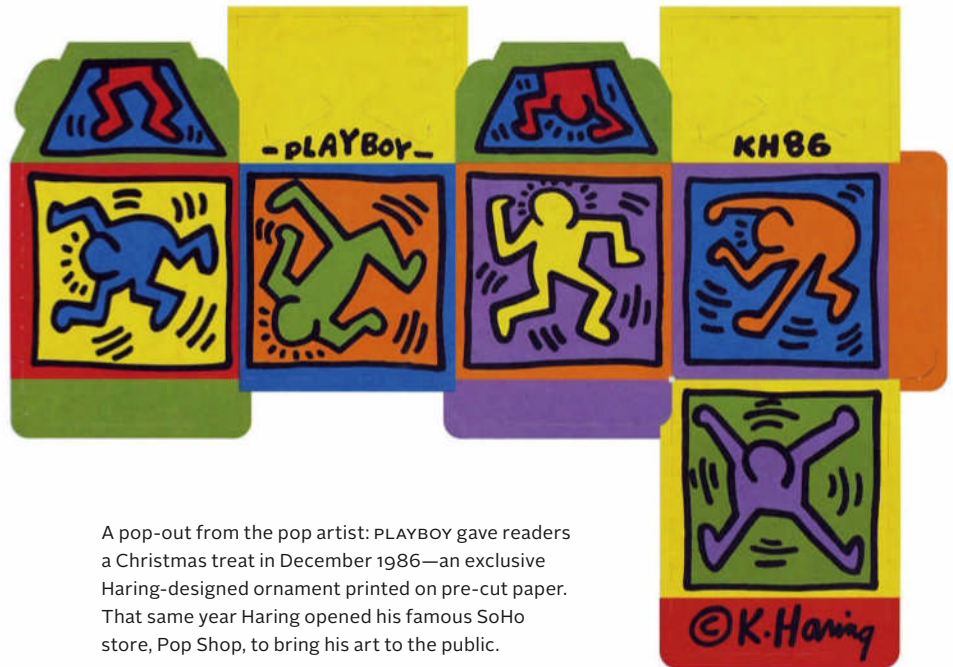 -PLAYBOY-
KH86
©K.Haring
A pop-out from the pop artist: PLAYBOY gave readers
a Christmas treat in December 1986—an exclusive
Haring-designed ornament printed on pre-cut paper.
That same year Haring opened his famous SoHo
store, Pop Shop, to bring his art to the public.